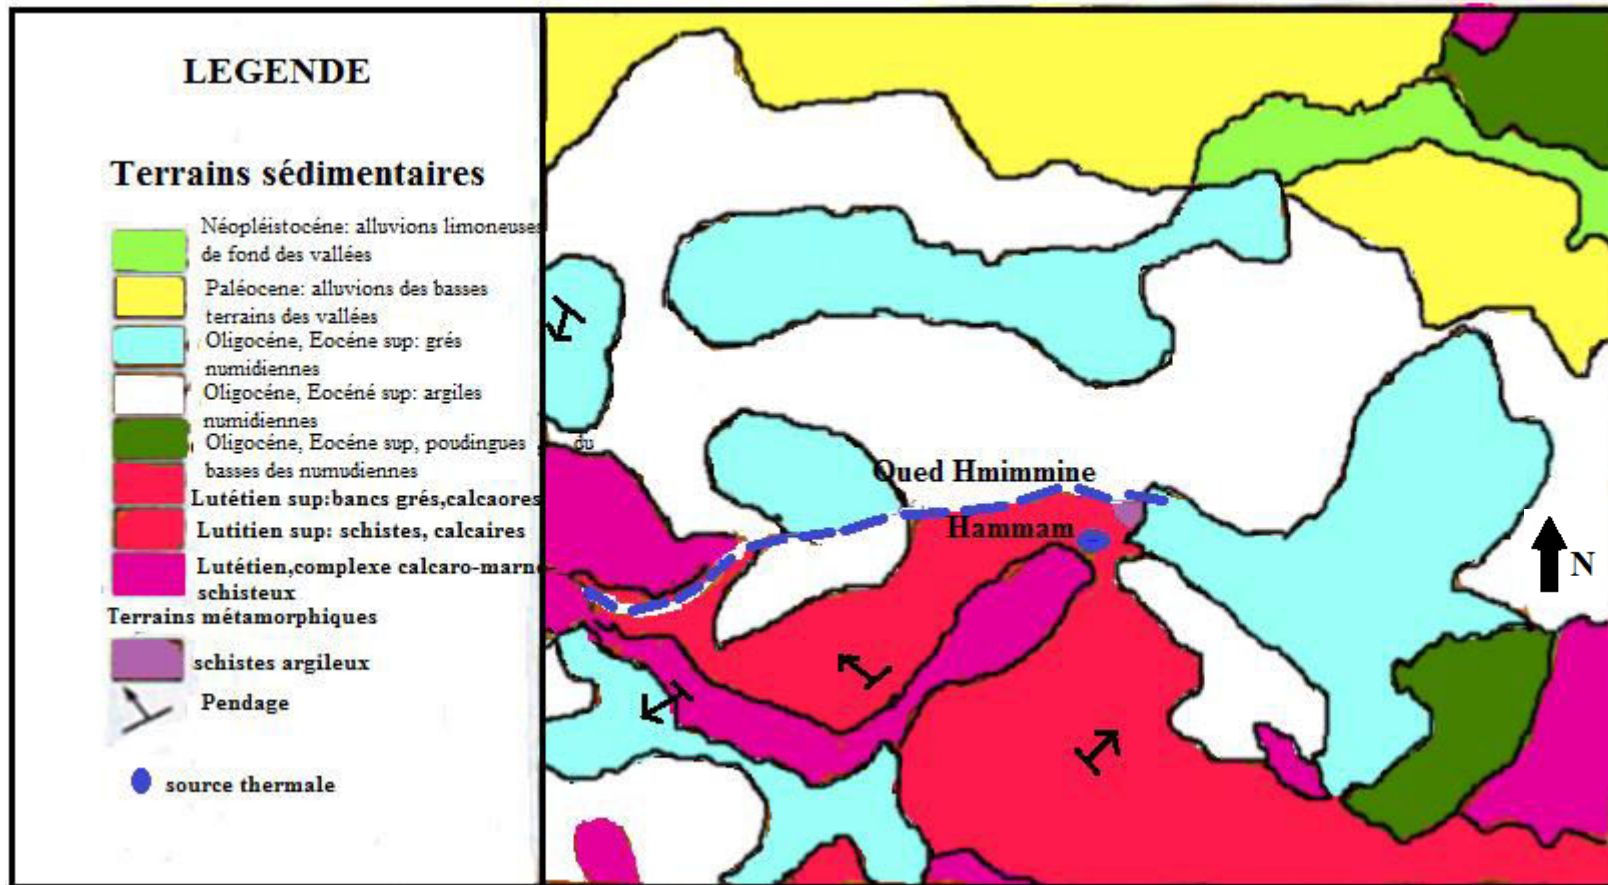 LEGENDE
Terrains sédimentaires
Néopléistocéne: alluvions limoneuses
de fond des vallées
Paléocene: alluvions des basses
terrains des vallées
Oligocéne, Eocéne sup: grés
numidiennes
Oligocéne, Eocéné sup: argiles
numidiennes
Oligocéne, Eocéne sup, poudingues du
basses des numudiennes
Lutétien sup:bancs grés,calcaores
Lutitien sup: schistes, calcaires
Lutétien,complexe calcaro-marne
schisteux
Terrains métamorphiques
schistes argileux
Pendage
source thermale
Oued Hmimmine
Hammam
N